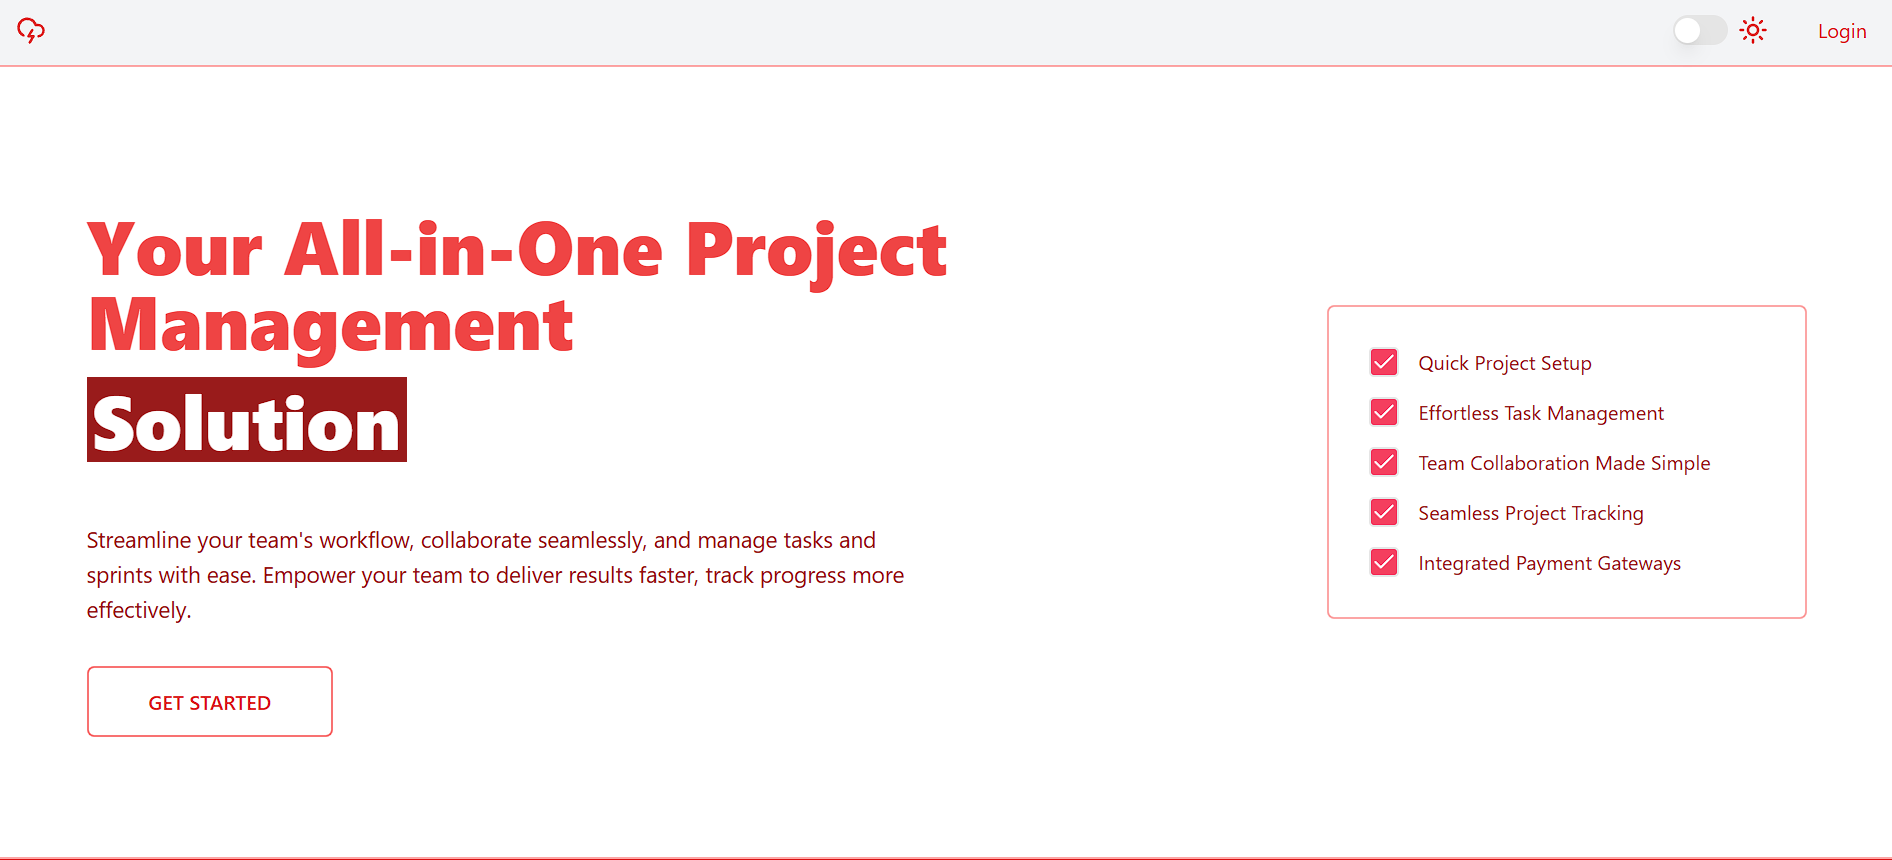 Login
Your All-in-One Project
Management
Solution
Streamline your team's workflow, collaborate seamlessly, and manage tasks and
sprints with ease. Empower your team to deliver results faster, track progress more
effectively.
GET STARTED
Quick Project Setup
Effortless Task Management
Team Collaboration Made Simple
Seamless Project Tracking
Integrated Payment Gateways